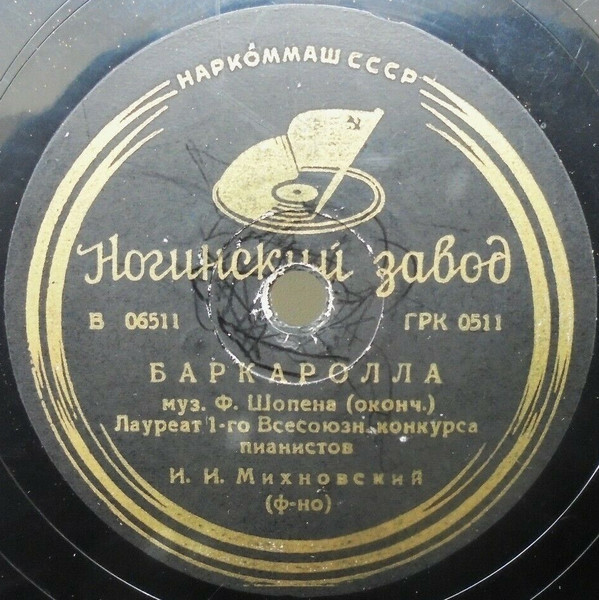 НАРКОММАШ СССР
Ногинский завод
В 06511 ГРК 0511
БАРКАРОЛЛА
муз. Ф. Шопена (оконч.)
Лауреат 1-го Всесоюзн. конкурса
пианистов
И. И. Михновский
(ф-но)